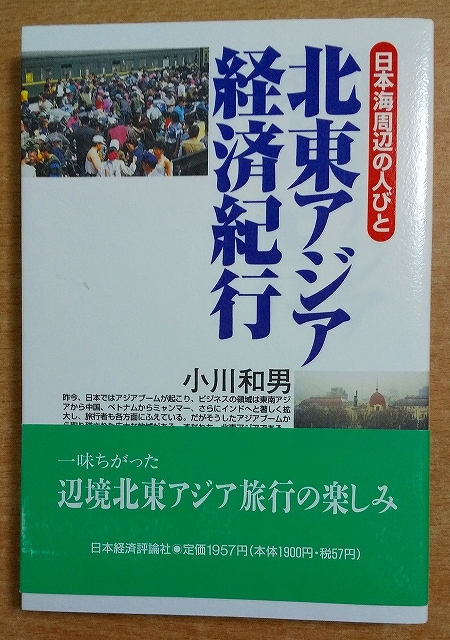 日本海周辺の人びと
北東アジア
経済紀行
小川和男
昨今、日本ではアジアブームが起こり、ビジネスの領域は東南アジ
アから中国、ベトナムからミャンマー、さらにインドへと著しく拡
大し、旅行者も各方面にふえている。だがそうしたアジアブームか
一味ちがった
辺境北東アジア旅行の楽しみ
日本経済評論社●定価1957円(本体1900円・税57円)